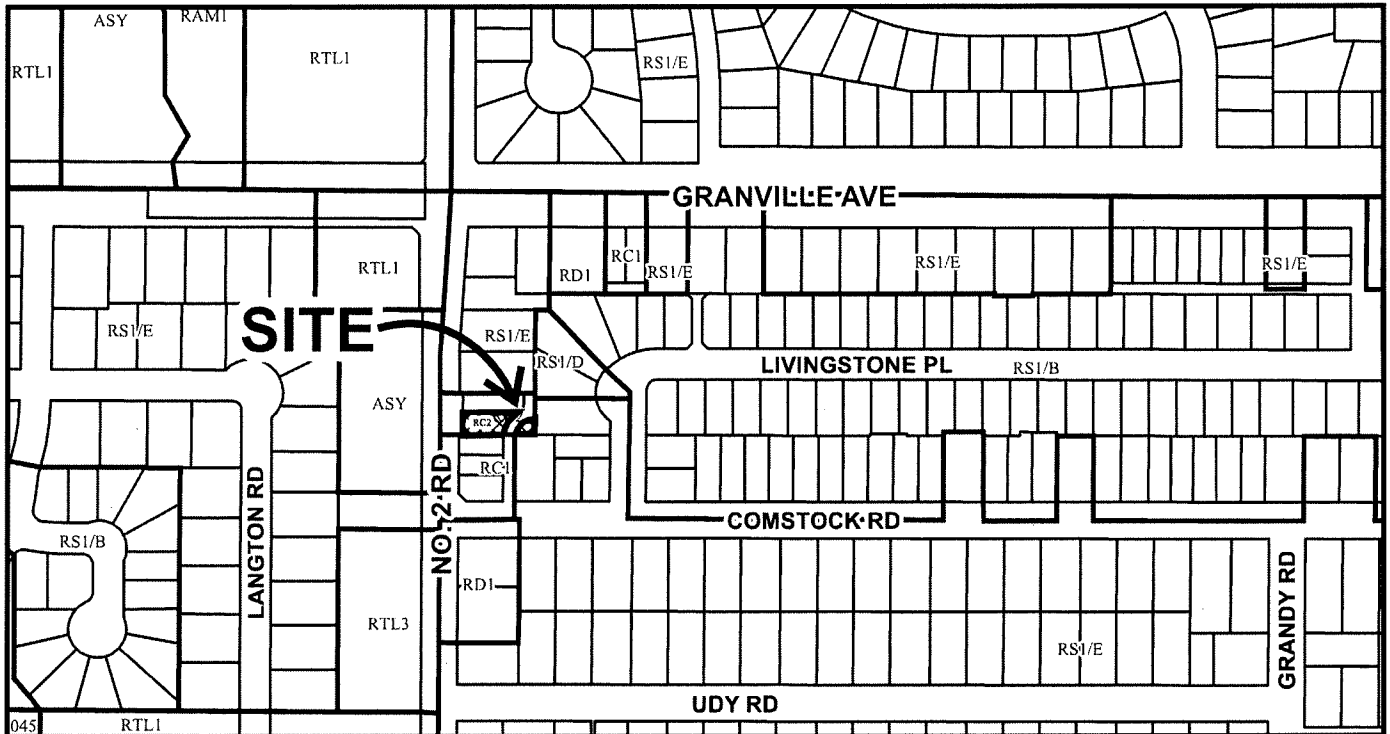 ASY
RAM1
RTL1
RTL1
RS1/E
GRANVILLE AVE
RTL1
RD1
RC1
RS1/E
RS1/E
RS1/E
RS1/E
SITE
RS1/E
RS1/D
LIVINGSTONE PL
RS1/B
ASY
RC2
RC1
NO. 2 RD
COMSTOCK RD
LANGTON RD
RS1/B
RD1
RTL3
RS1/E
GRANDY RD
UDY RD
045
RTL1